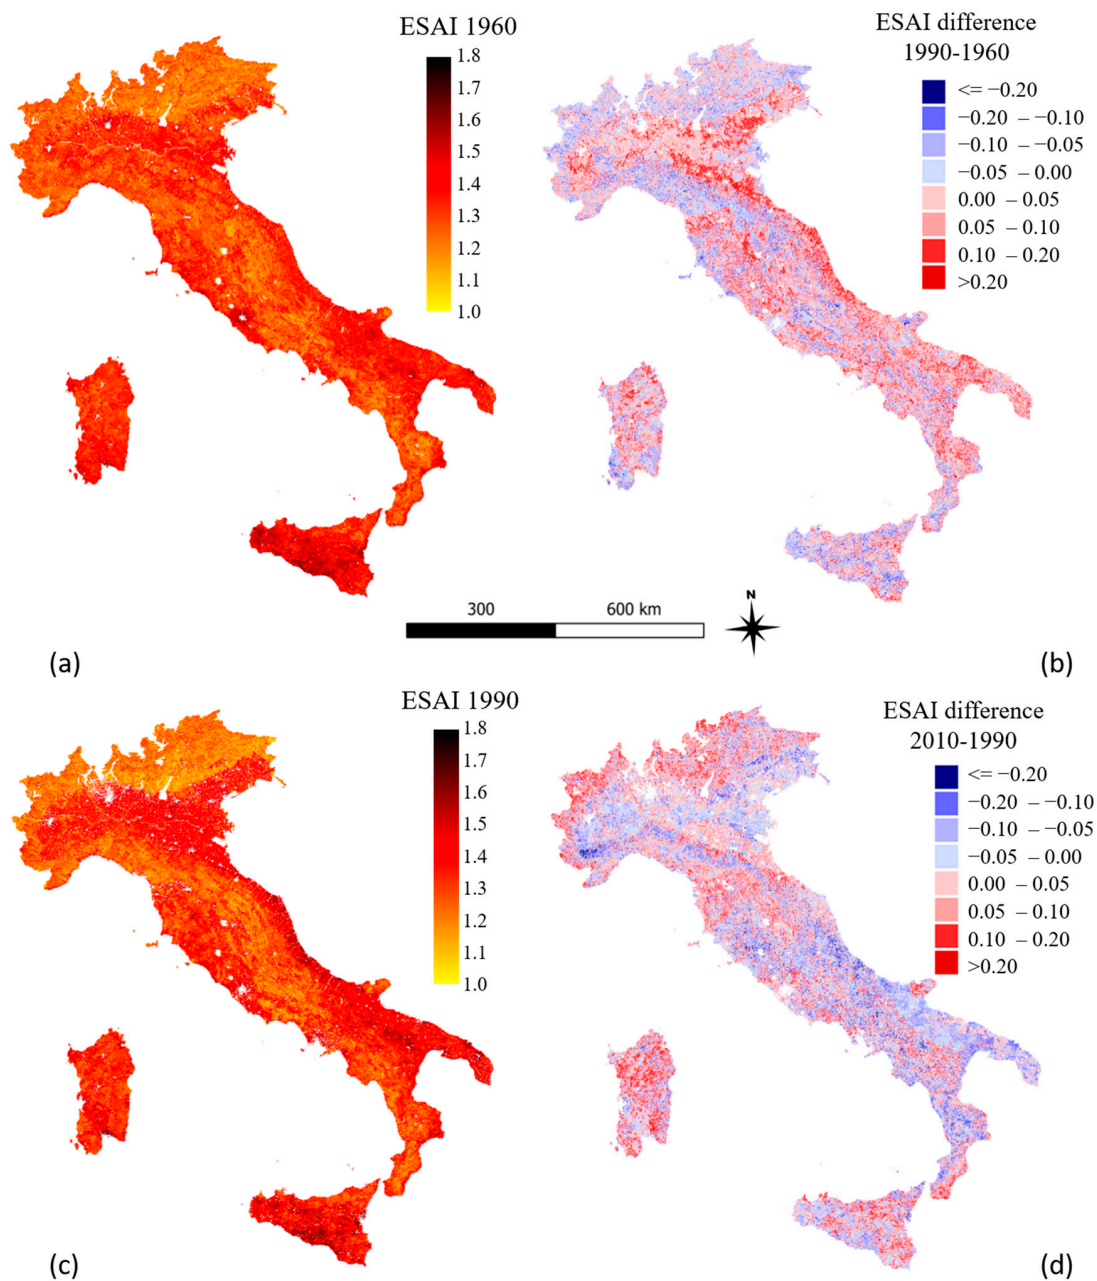 ESAI 1960
1.8
1.7
1.6
1.5
1.4
1.3
1.2
1.1
1.0
ESAI difference
1990-1960
<= −0.20
−0.20 – −0.10
−0.10 – −0.05
−0.05 – 0.00
0.00 – 0.05
0.05 – 0.10
0.10 – 0.20
>0.20
300 600 km
N
(a)
(b)
ESAI 1990
1.8
1.7
1.6
1.5
1.4
1.3
1.2
1.1
1.0
ESAI difference
2010-1990
<= −0.20
−0.20 – −0.10
−0.10 – −0.05
−0.05 – 0.00
0.00 – 0.05
0.05 – 0.10
0.10 – 0.20
>0.20
(c)
(d)